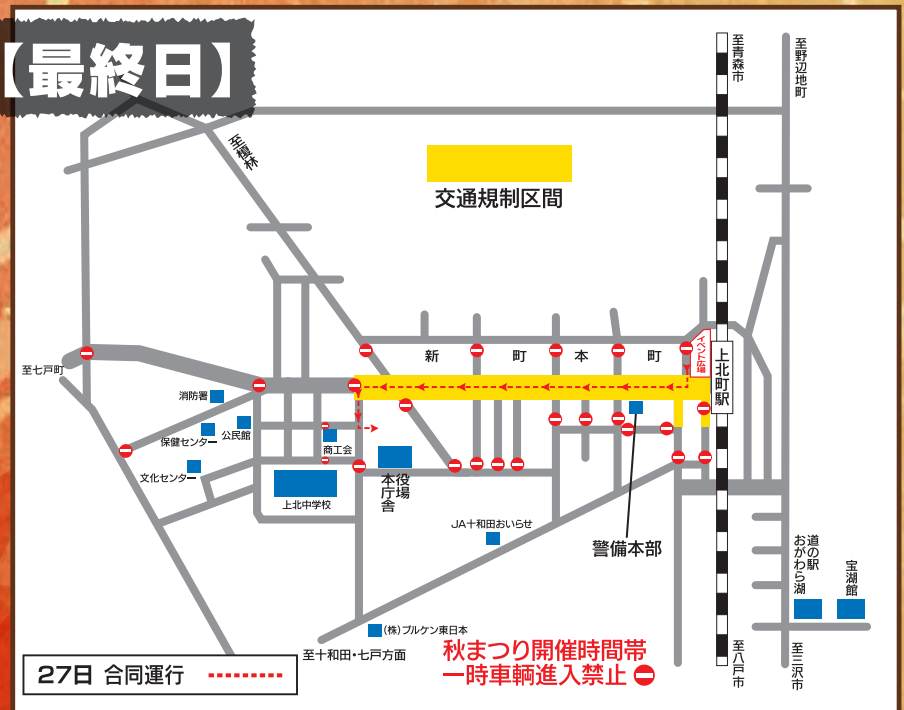 【最終日】
至青森市
至野辺地町
至榎林
交通規制区間
新町
本町
イベント広場
上北町駅
至七戸町
消防署
公民館
保健センター
商工会
文化センター
上北中学校
役場
本庁舎
JA十和田おいらせ
警備本部
道の駅
おがわら湖
宝湖館
(株)ブルケン東日本
至十和田・七戸方面
秋まつり開催時間帯
一時車輌進入禁止
至八戸市
至三沢市
27日 合同運行